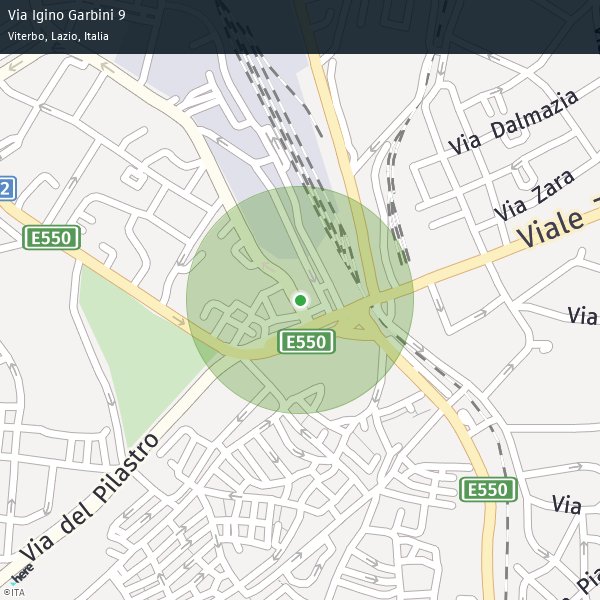 Via Igino Garbini 9
Viterbo, Lazio, Italia
Via Dalmazia
Via Zara
2
E550
Viale
Via
E550
Via del Pilastro
E550
Via
here
Pia
©ITA